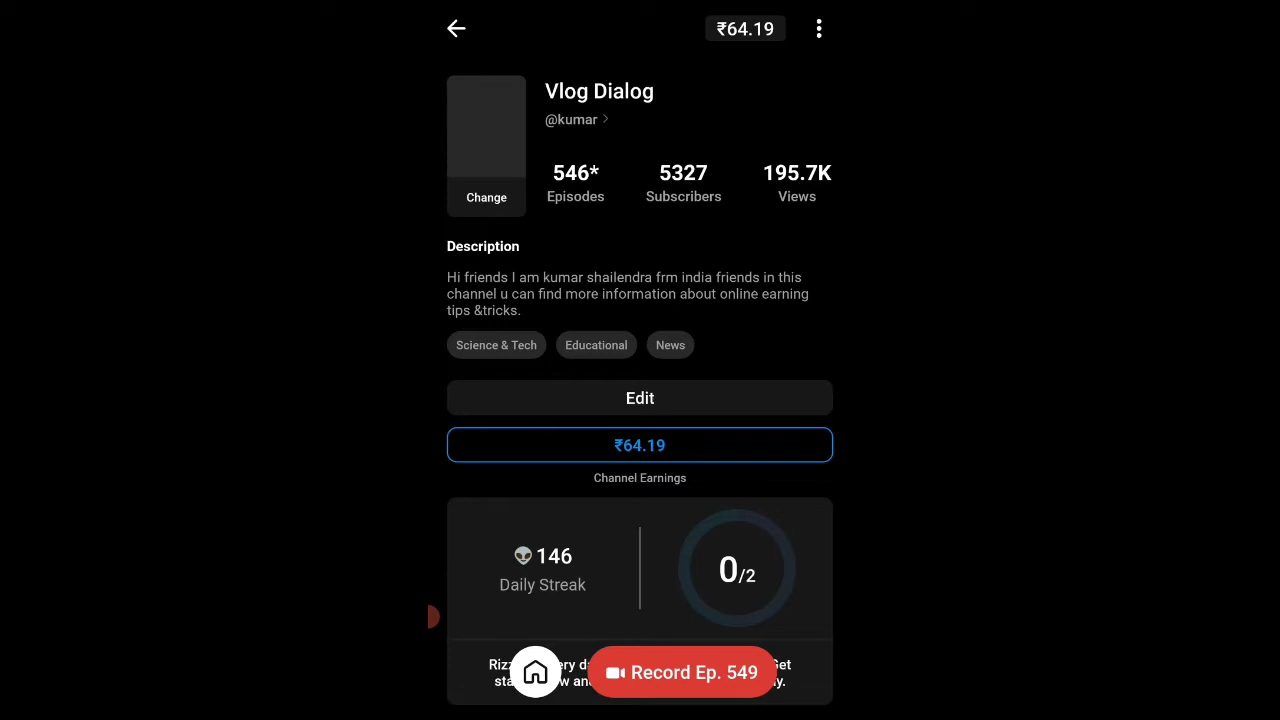 ₹64.19
Vlog Dialog
@kumar
546* 5327 195.7K
Episodes Subscribers Views
Change
Description
Hi friends I am kumar shailendra frm india friends in this
channel u can find more information about online earning
tips &tricks.
Science & Tech Educational News
Edit
₹64.19
Channel Earnings
146
Daily Streak
0/2
Record Ep. 549